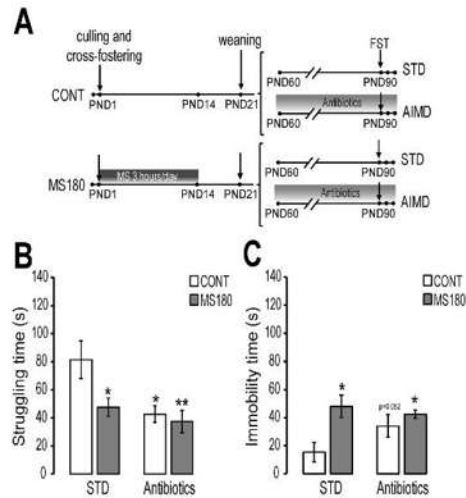 A
culling and
cross-fostering
weaning
FST
CONT
PND1
PND14
PND21
PND60
PND90
STD
Antibiotics
PND60
PND90
AIMD
MS180
MS 3 hours/day
PND1
PND14
PND21
PND60
PND90
STD
Antibiotics
PND60
PND90
AIMD
B
CONT
MS180
Struggling time (s)
140
120
100
80
60
40
20
0
*
*
**
STD
Antibiotics
C
CONT
MS180
Immobility time (s)
140
120
100
80
60
40
20
0
*
p=0.052
*
STD
Antibiotics